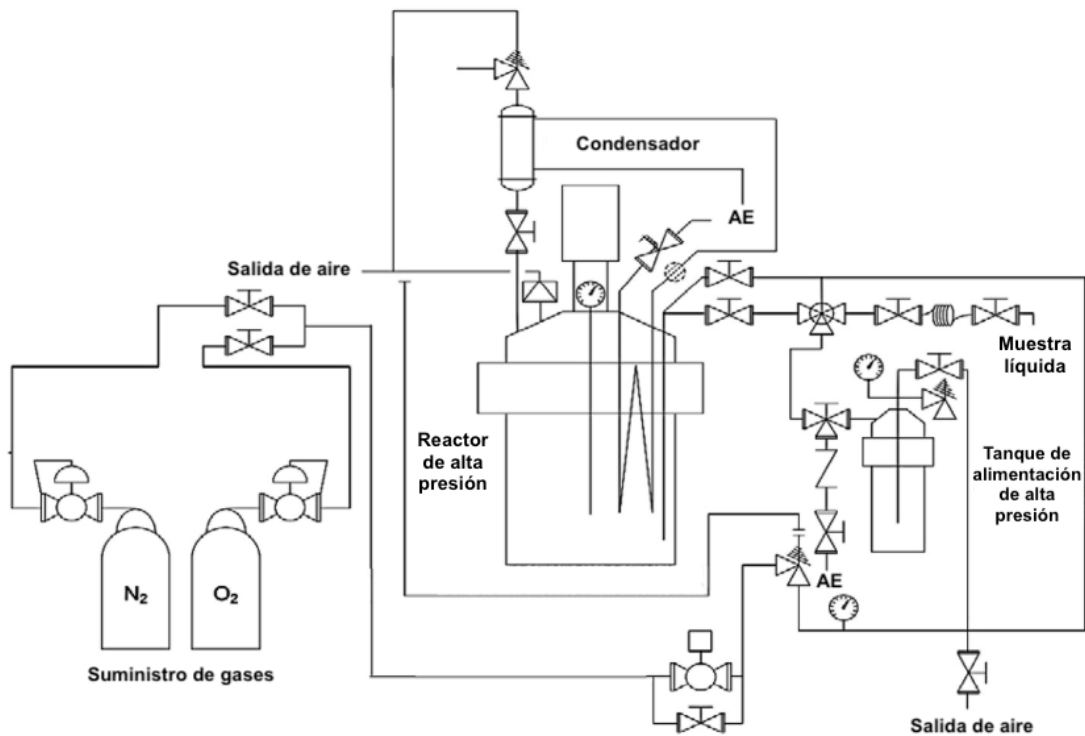 Condensador
AE
Salida de aire
Muestra
líquida
Reactor
de alta
presión
Tanque de
alimentación
de alta
presión
N₂
O₂
AE
Suministro de gases
Salida de aire